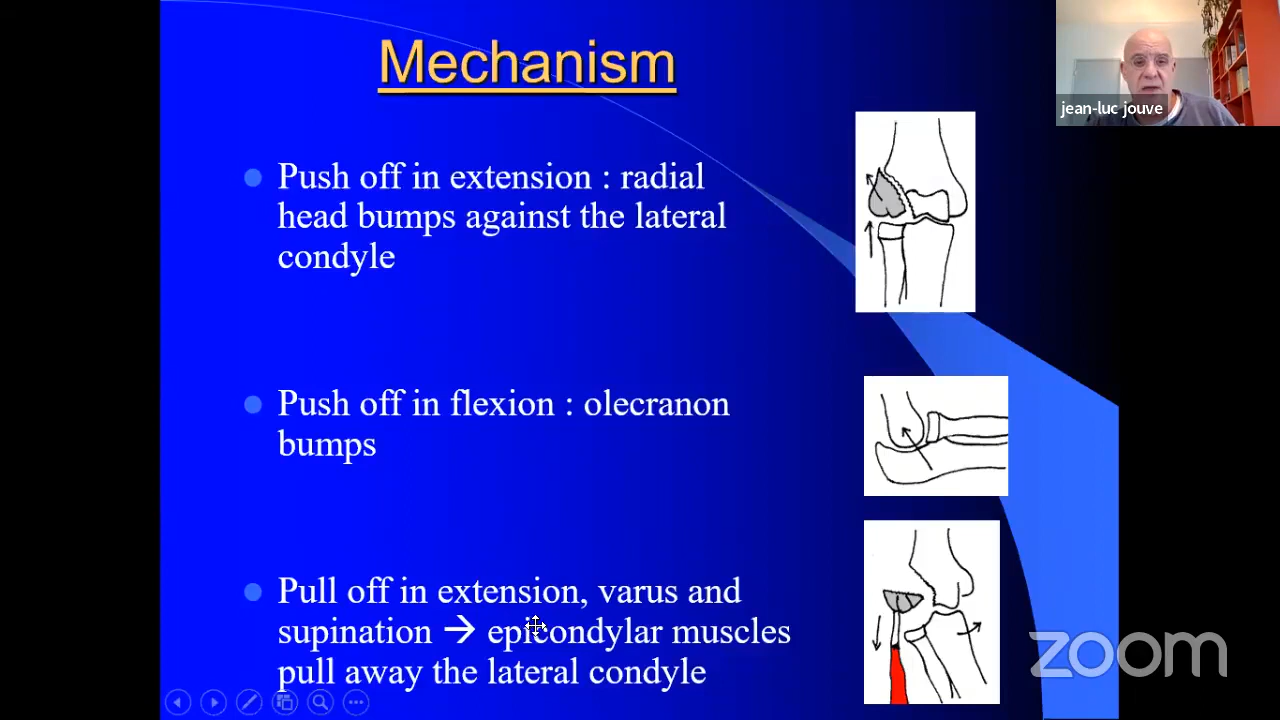 Mechanism
jean-luc jouve
Push off in extension : radial
head bumps against the lateral
condyle
Push off in flexion : olecranon
bumps
Pull off in extension, varus and
supination → epicondylar muscles
pull away the lateral condyle
zoom